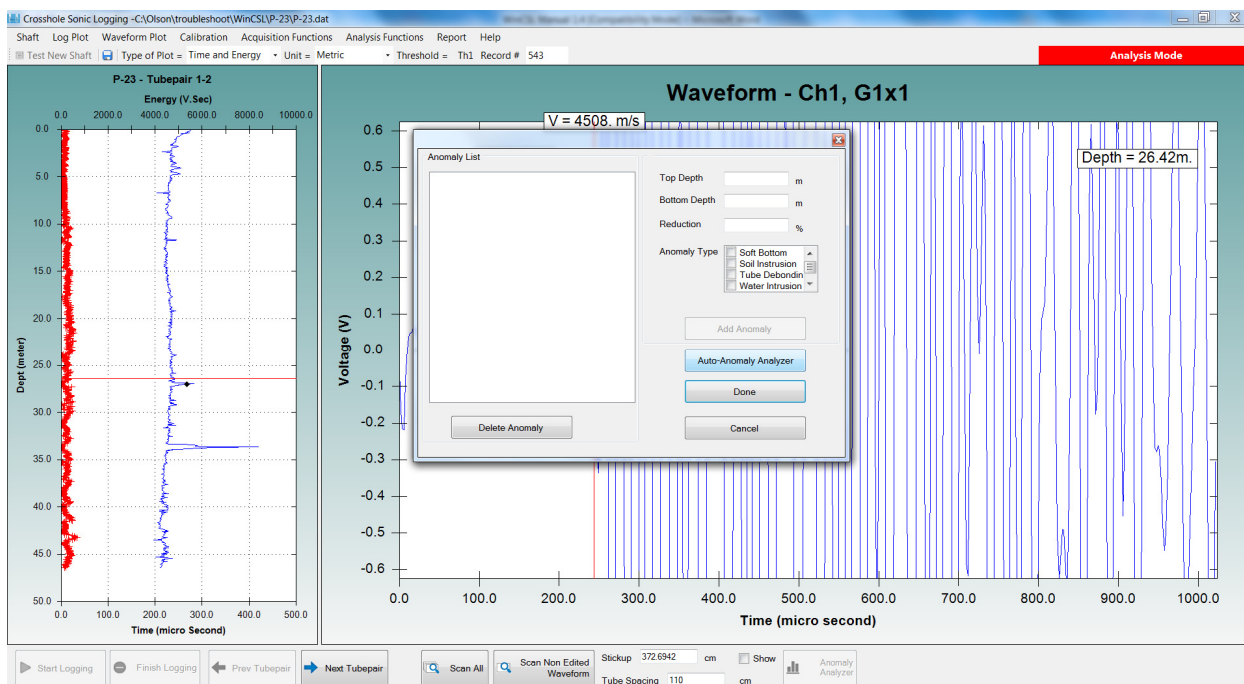 Crosshole Sonic Logging -C:\Olson\troubleshoot\WinCSL\P-23\P-23.dat
WinCSL Manual 1.6 (Compatibility Mode) - Microsoft Word
Shaft Log Plot Waveform Plot Calibration Acquisition Functions Analysis Functions Report Help
Test New Shaft Type of Plot = Time and Energy Unit = Metric Threshold = Th1 Record # 543
Analysis Mode
P-23 - Tubepair 1-2
Energy (V.Sec)
0.0 2000.0 4000.0 6000.0 8000.0 10000.0
0.0
5.0
10.0
15.0
20.0
25.0
30.0
35.0
40.0
45.0
50.0
Dept (meter)
0.0 100.0 200.0 300.0 400.0 500.0
Time (micro Second)
Waveform - Ch1, G1x1
V = 4508. m/s
Depth = 26.42m.
0.6
0.5
0.4
0.3
0.2
0.1
0.0
-0.1
-0.2
-0.3
-0.4
-0.5
-0.6
Voltage (V)
0.0 100.0 200.0 300.0 400.0 500.0 600.0 700.0 800.0 900.0 1000.0
Time (micro second)
Anomaly List
Delete Anomaly
Top Depth m
Bottom Depth m
Reduction %
Anomaly Type
Soft Bottom
Soil Instrusion
Tube Debondin
Water Intrusion
Add Anomaly
Auto-Anomaly Analyzer
Done
Cancel
Start Logging
Finish Logging
Prev Tubepair
Next Tubepair
Scan All
Scan Non Edited
Waveform
Stickup 372.6942 cm
Tube Spacing 110 cm
Show
Anomaly
Analyzer